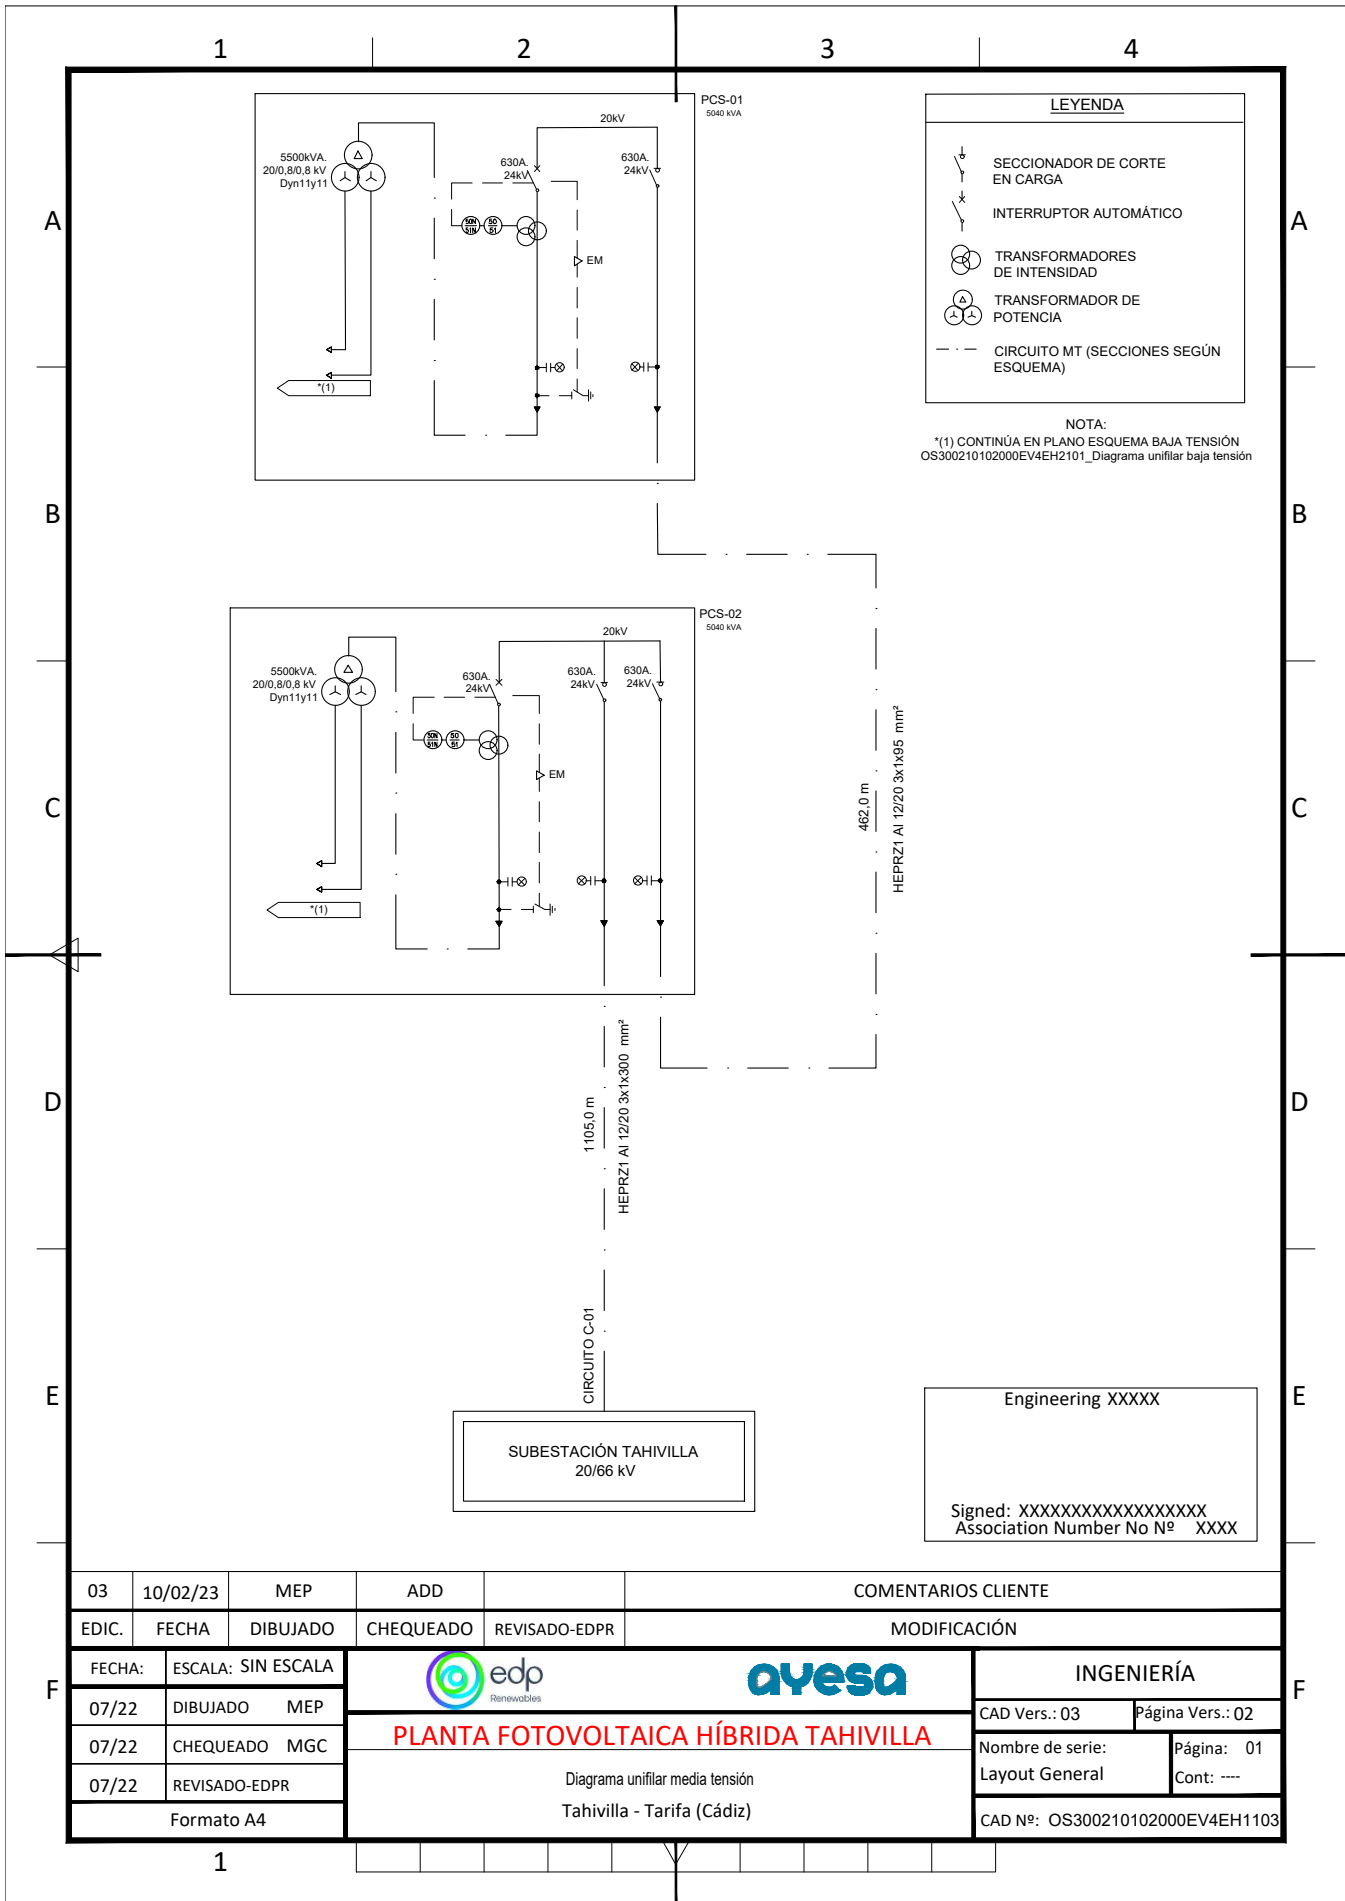 1 2 3 4
A A
B B
C C
D D
E E
F F
1
PCS-01
5040 kVA
20kV
5500kVA.
20/0,8/0,8 kV
Dyn11y11
630A.
24kV
630A.
24kV
50N
51N
50
51
EM
*(1)
LEYENDA
SECCIONADOR DE CORTE
EN CARGA
INTERRUPTOR AUTOMÁTICO
TRANSFORMADORES
DE INTENSIDAD
TRANSFORMADOR DE
POTENCIA
CIRCUITO MT (SECCIONES SEGÚN
ESQUEMA)
NOTA:
*(1) CONTINÚA EN PLANO ESQUEMA BAJA TENSIÓN
OS300210102000EV4EH2101_Diagrama unifilar baja tensión
PCS-02
5040 kVA
20kV
5500kVA.
20/0,8/0,8 kV
Dyn11y11
630A.
24kV
630A.
24kV
630A.
24kV
50N
51N
50
51
EM
*(1)
462,0 m
HEPRZ1 Al 12/20 3x1x95 mm²
1105,0 m
HEPRZ1 Al 12/20 3x1x300 mm²
CIRCUITO C-01
SUBESTACIÓN TAHIVILLA
20/66 kV
Engineering XXXXX
Signed: XXXXXXXXXXXXXXXXXX
Association Number No Nº XXXX
03 10/02/23 MEP ADD COMENTARIOS CLIENTE
EDIC. FECHA DIBUJADO CHEQUEADO REVISADO-EDPR MODIFICACIÓN
FECHA: ESCALA: SIN ESCALA
07/22 DIBUJADO MEP
07/22 CHEQUEADO MGC
07/22 REVISADO-EDPR
Formato A4
edp
Renewables
ayesa
PLANTA FOTOVOLTAICA HÍBRIDA TAHIVILLA
Diagrama unifilar media tensión
Tahivilla - Tarifa (Cádiz)
INGENIERÍA
CAD Vers.: 03 Página Vers.: 02
Nombre de serie:
Layout General
Página: 01
Cont: ----
CAD Nº: OS300210102000EV4EH1103